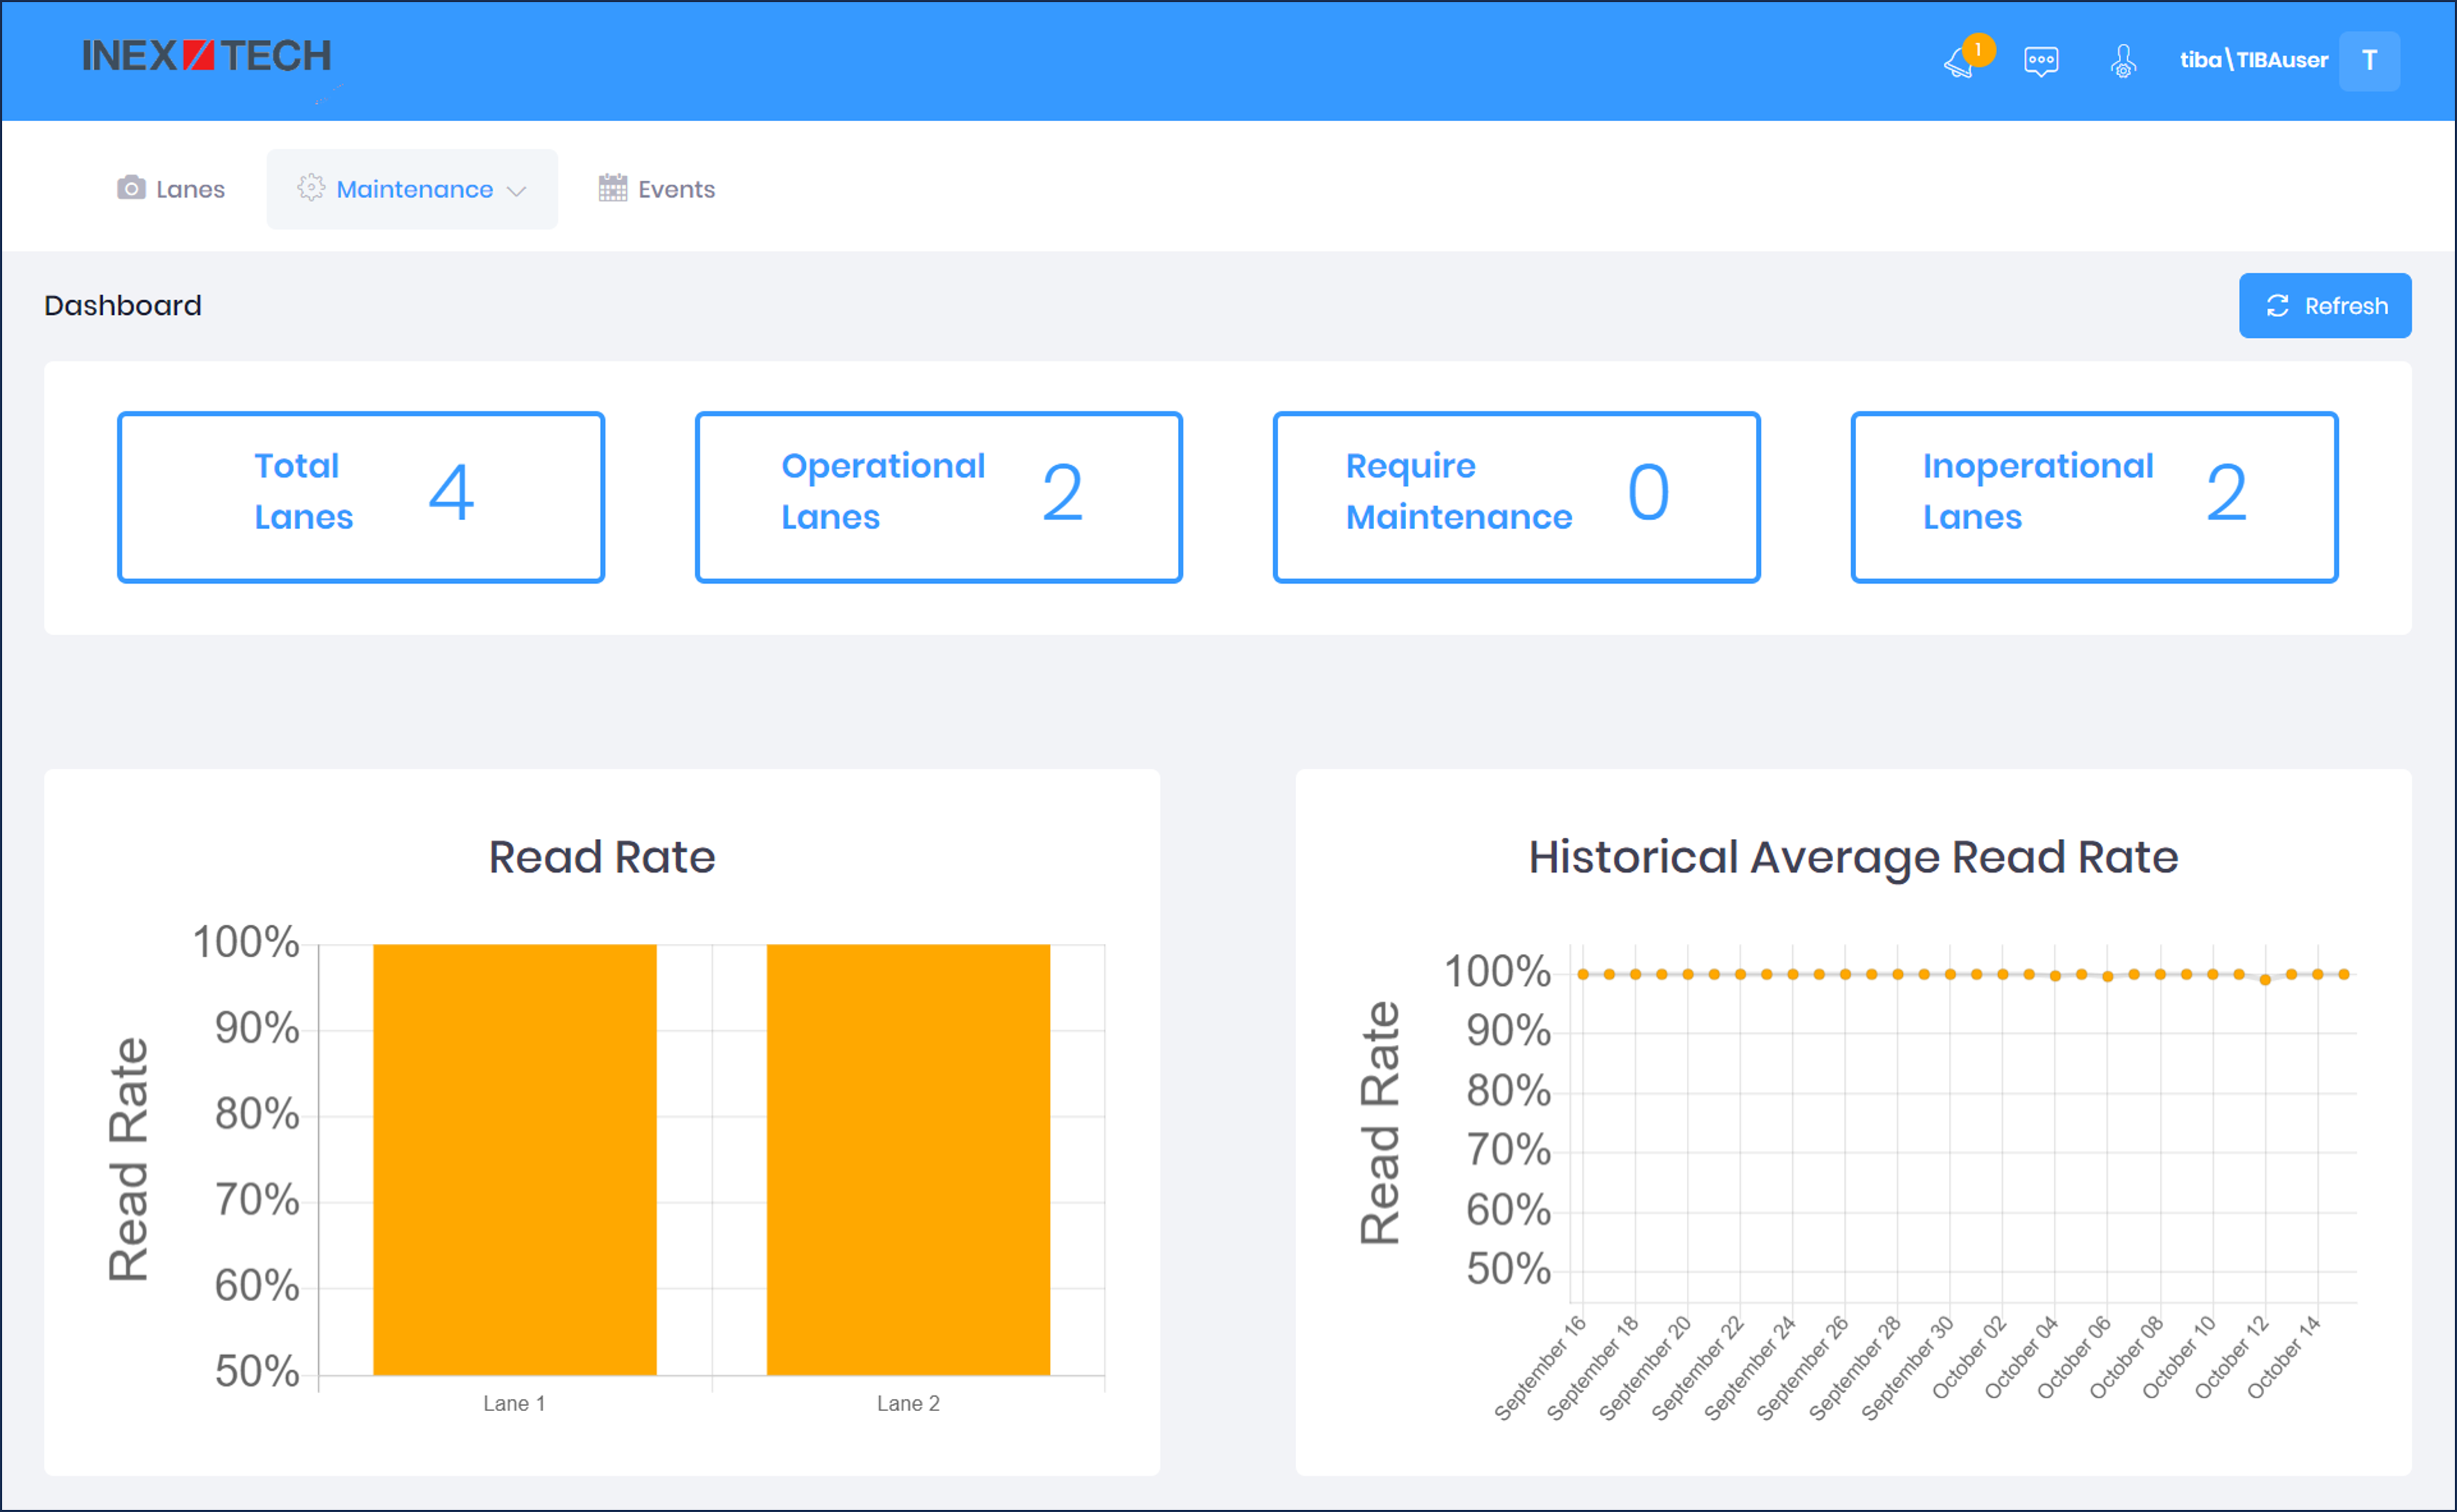 INEX TECH
1
tiba\TIBAuser
T
Lanes
Maintenance
Events
Dashboard
Refresh
Total
Lanes
4
Operational
Lanes
2
Require
Maintenance
0
Inoperational
Lanes
2
Read Rate
Read Rate
100%
90%
80%
70%
60%
50%
Lane 1
Lane 2
Historical Average Read Rate
Read Rate
100%
90%
80%
70%
60%
50%
September 16
September 18
September 20
September 22
September 24
September 26
September 28
September 30
October 02
October 04
October 06
October 08
October 10
October 12
October 14